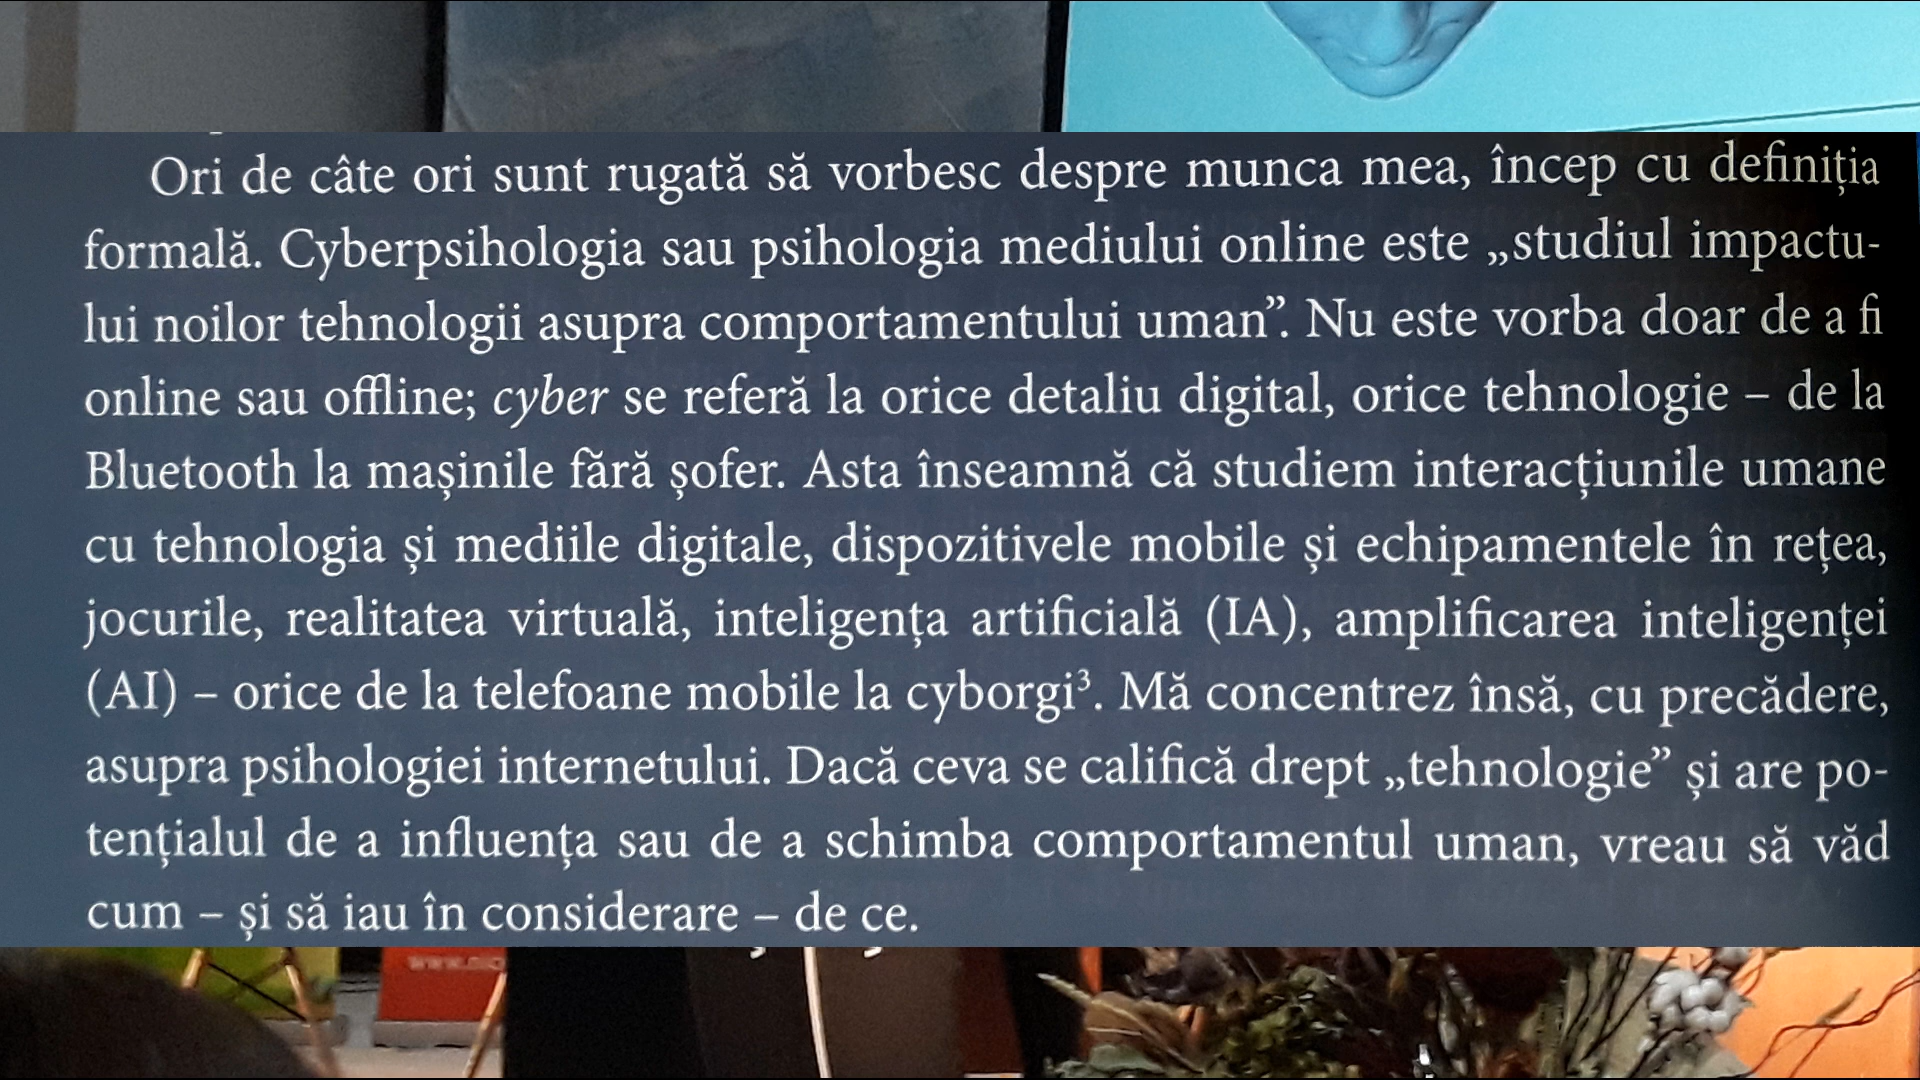 Ori de câte ori sunt rugată să vorbesc despre munca mea, încep cu definiția
formală. Cyberpsihologia sau psihologia mediului online este „studiul impactu-
lui noilor tehnologii asupra comportamentului uman”. Nu este vorba doar de a fi
online sau offline; cyber se referă la orice detaliu digital, orice tehnologie – de la
Bluetooth la mașinile fără șofer. Asta înseamnă că studiem interacțiunile umane
cu tehnologia și mediile digitale, dispozitivele mobile și echipamentele în rețea,
jocurile, realitatea virtuală, inteligența artificială (IA), amplificarea inteligenței
(AI) – orice de la telefoane mobile la cyborgi³. Mă concentrez însă, cu precădere,
asupra psihologiei internetului. Dacă ceva se califică drept „tehnologie” și are po-
tențialul de a influența sau de a schimba comportamentul uman, vreau să văd
cum – și să iau în considerare – de ce.